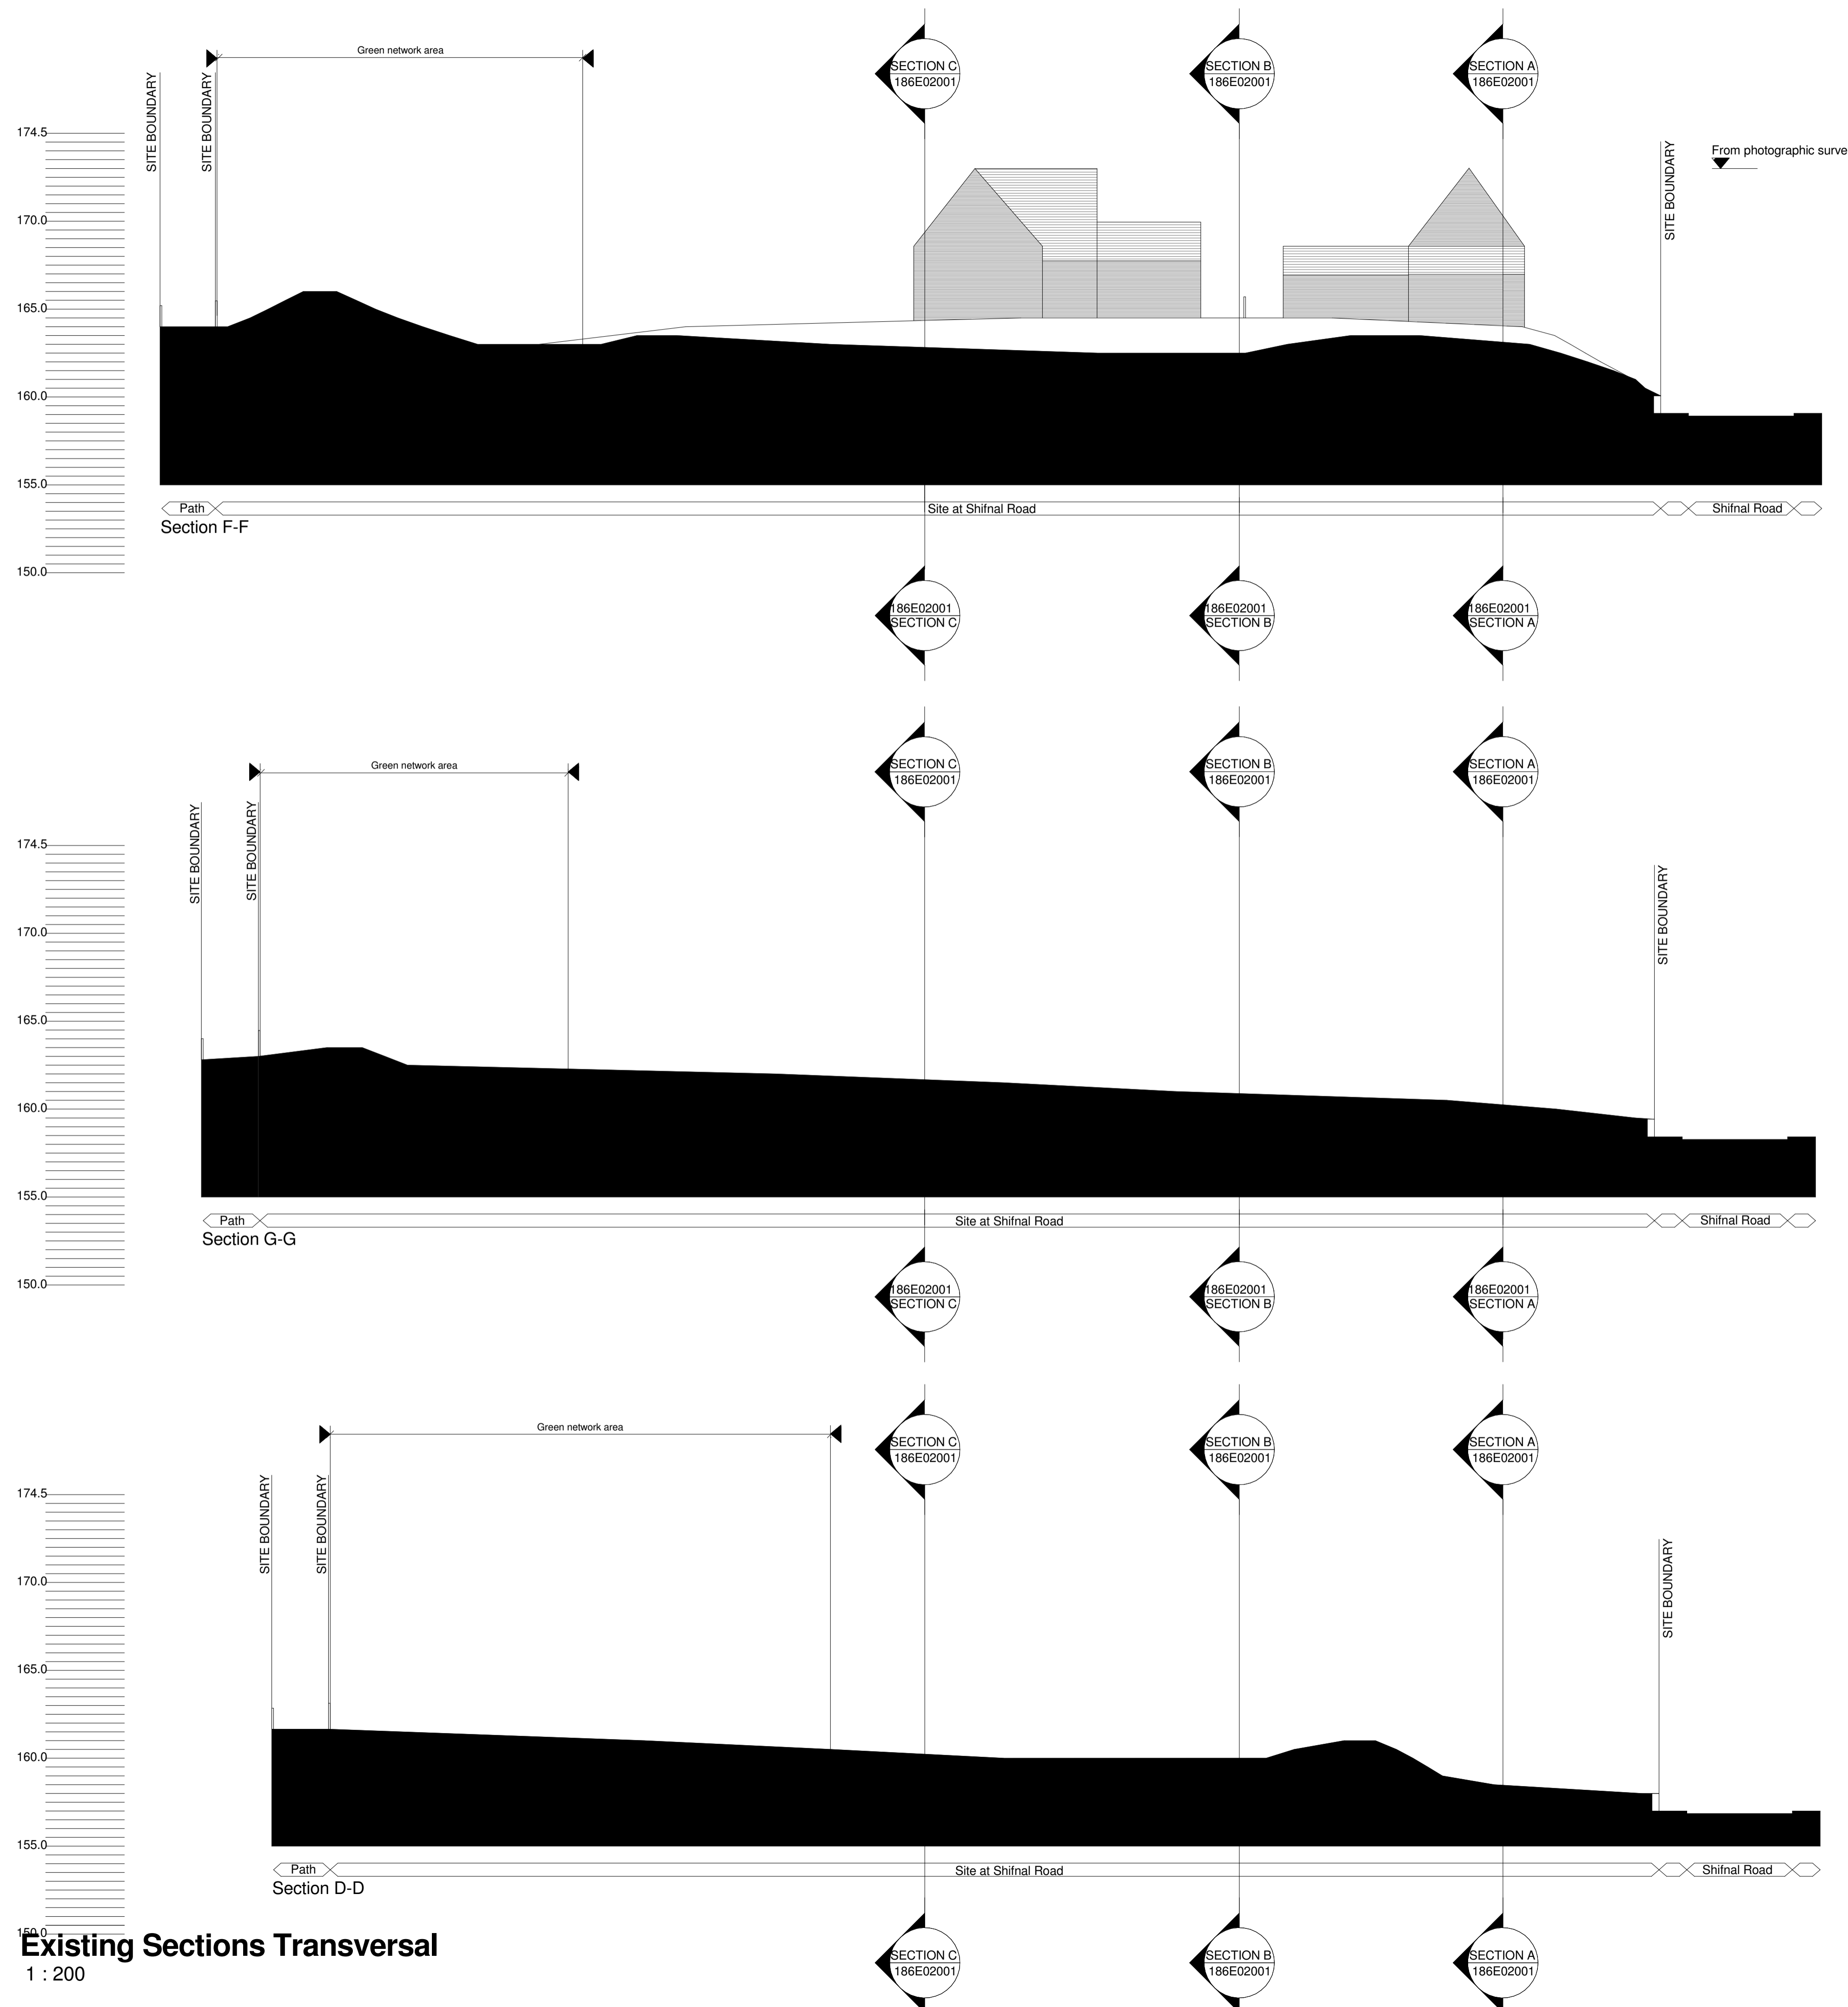 Green network area
SECTION C
186E02001
SECTION B
186E02001
SECTION A
186E02001
SITE BOUNDARY
SITE BOUNDARY
SITE BOUNDARY
From photographic surve
174.5
170.0
165.0
160.0
155.0
150.0
Path
Site at Shifnal Road
Shifnal Road
Section F-F
186E02001
SECTION C
186E02001
SECTION B
186E02001
SECTION A
Green network area
SECTION C
186E02001
SECTION B
186E02001
SECTION A
186E02001
SITE BOUNDARY
SITE BOUNDARY
SITE BOUNDARY
174.5
170.0
165.0
160.0
155.0
150.0
Path
Site at Shifnal Road
Shifnal Road
Section G-G
186E02001
SECTION C
186E02001
SECTION B
186E02001
SECTION A
Green network area
SECTION C
186E02001
SECTION B
186E02001
SECTION A
186E02001
SITE BOUNDARY
SITE BOUNDARY
SITE BOUNDARY
174.5
170.0
165.0
160.0
155.0
150.0
Path
Site at Shifnal Road
Shifnal Road
Section D-D
Existing Sections Transversal
1 : 200
SECTION C
186E02001
SECTION B
186E02001
SECTION A
186E02001